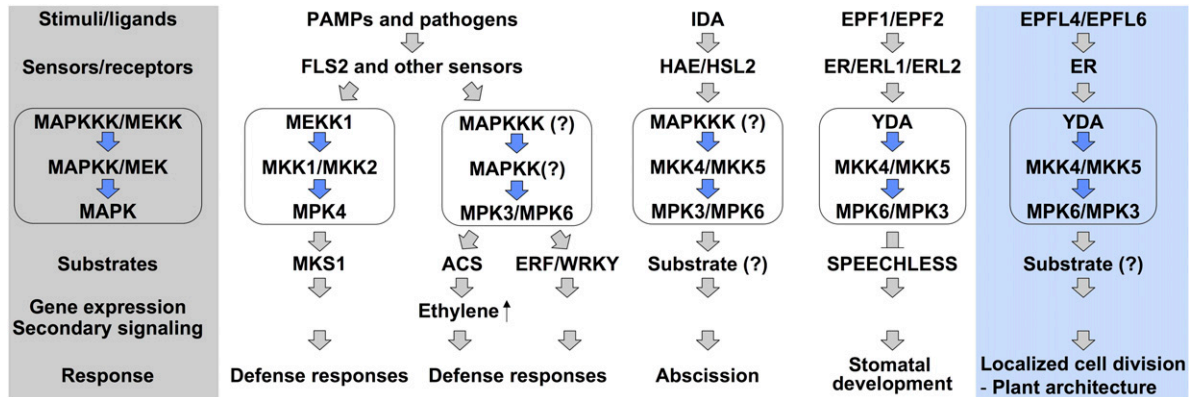 Stimuli/ligands
PAMPs and pathogens
IDA
EPF1/EPF2
EPFL4/EPFL6
Sensors/receptors
FLS2 and other sensors
HAE/HSL2
ER/ERL1/ERL2
ER
MAPKKK/MEKK
MEKK1
MAPKKK (?)
MAPKKK (?)
YDA
YDA
MAPKK/MEK
MKK1/MKK2
MAPKK(?)
MKK4/MKK5
MKK4/MKK5
MKK4/MKK5
MAPK
MPK4
MPK3/MPK6
MPK3/MPK6
MPK6/MPK3
MPK6/MPK3
Substrates
MKS1
ACS
ERF/WRKY
Substrate (?)
SPEECHLESS
Substrate (?)
Gene expression
Secondary signaling
Ethylene
Response
Defense responses
Defense responses
Abscission
Stomatal
development
Localized cell division
- Plant architecture